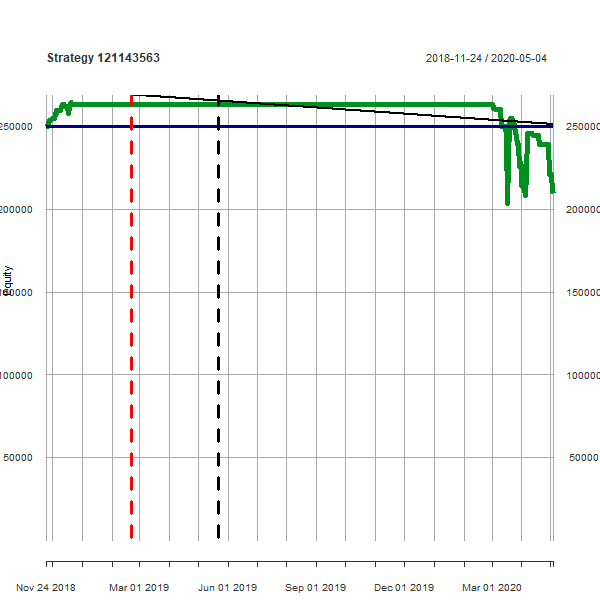 Strategy 121143563
2018-11-24 / 2020-05-04
250000 250000
200000 200000
Equity
150000 150000
100000 100000
50000 50000
Nov 24 2018 Mar 01 2019 Jun 01 2019 Sep 01 2019 Dec 01 2019 Mar 01 2020